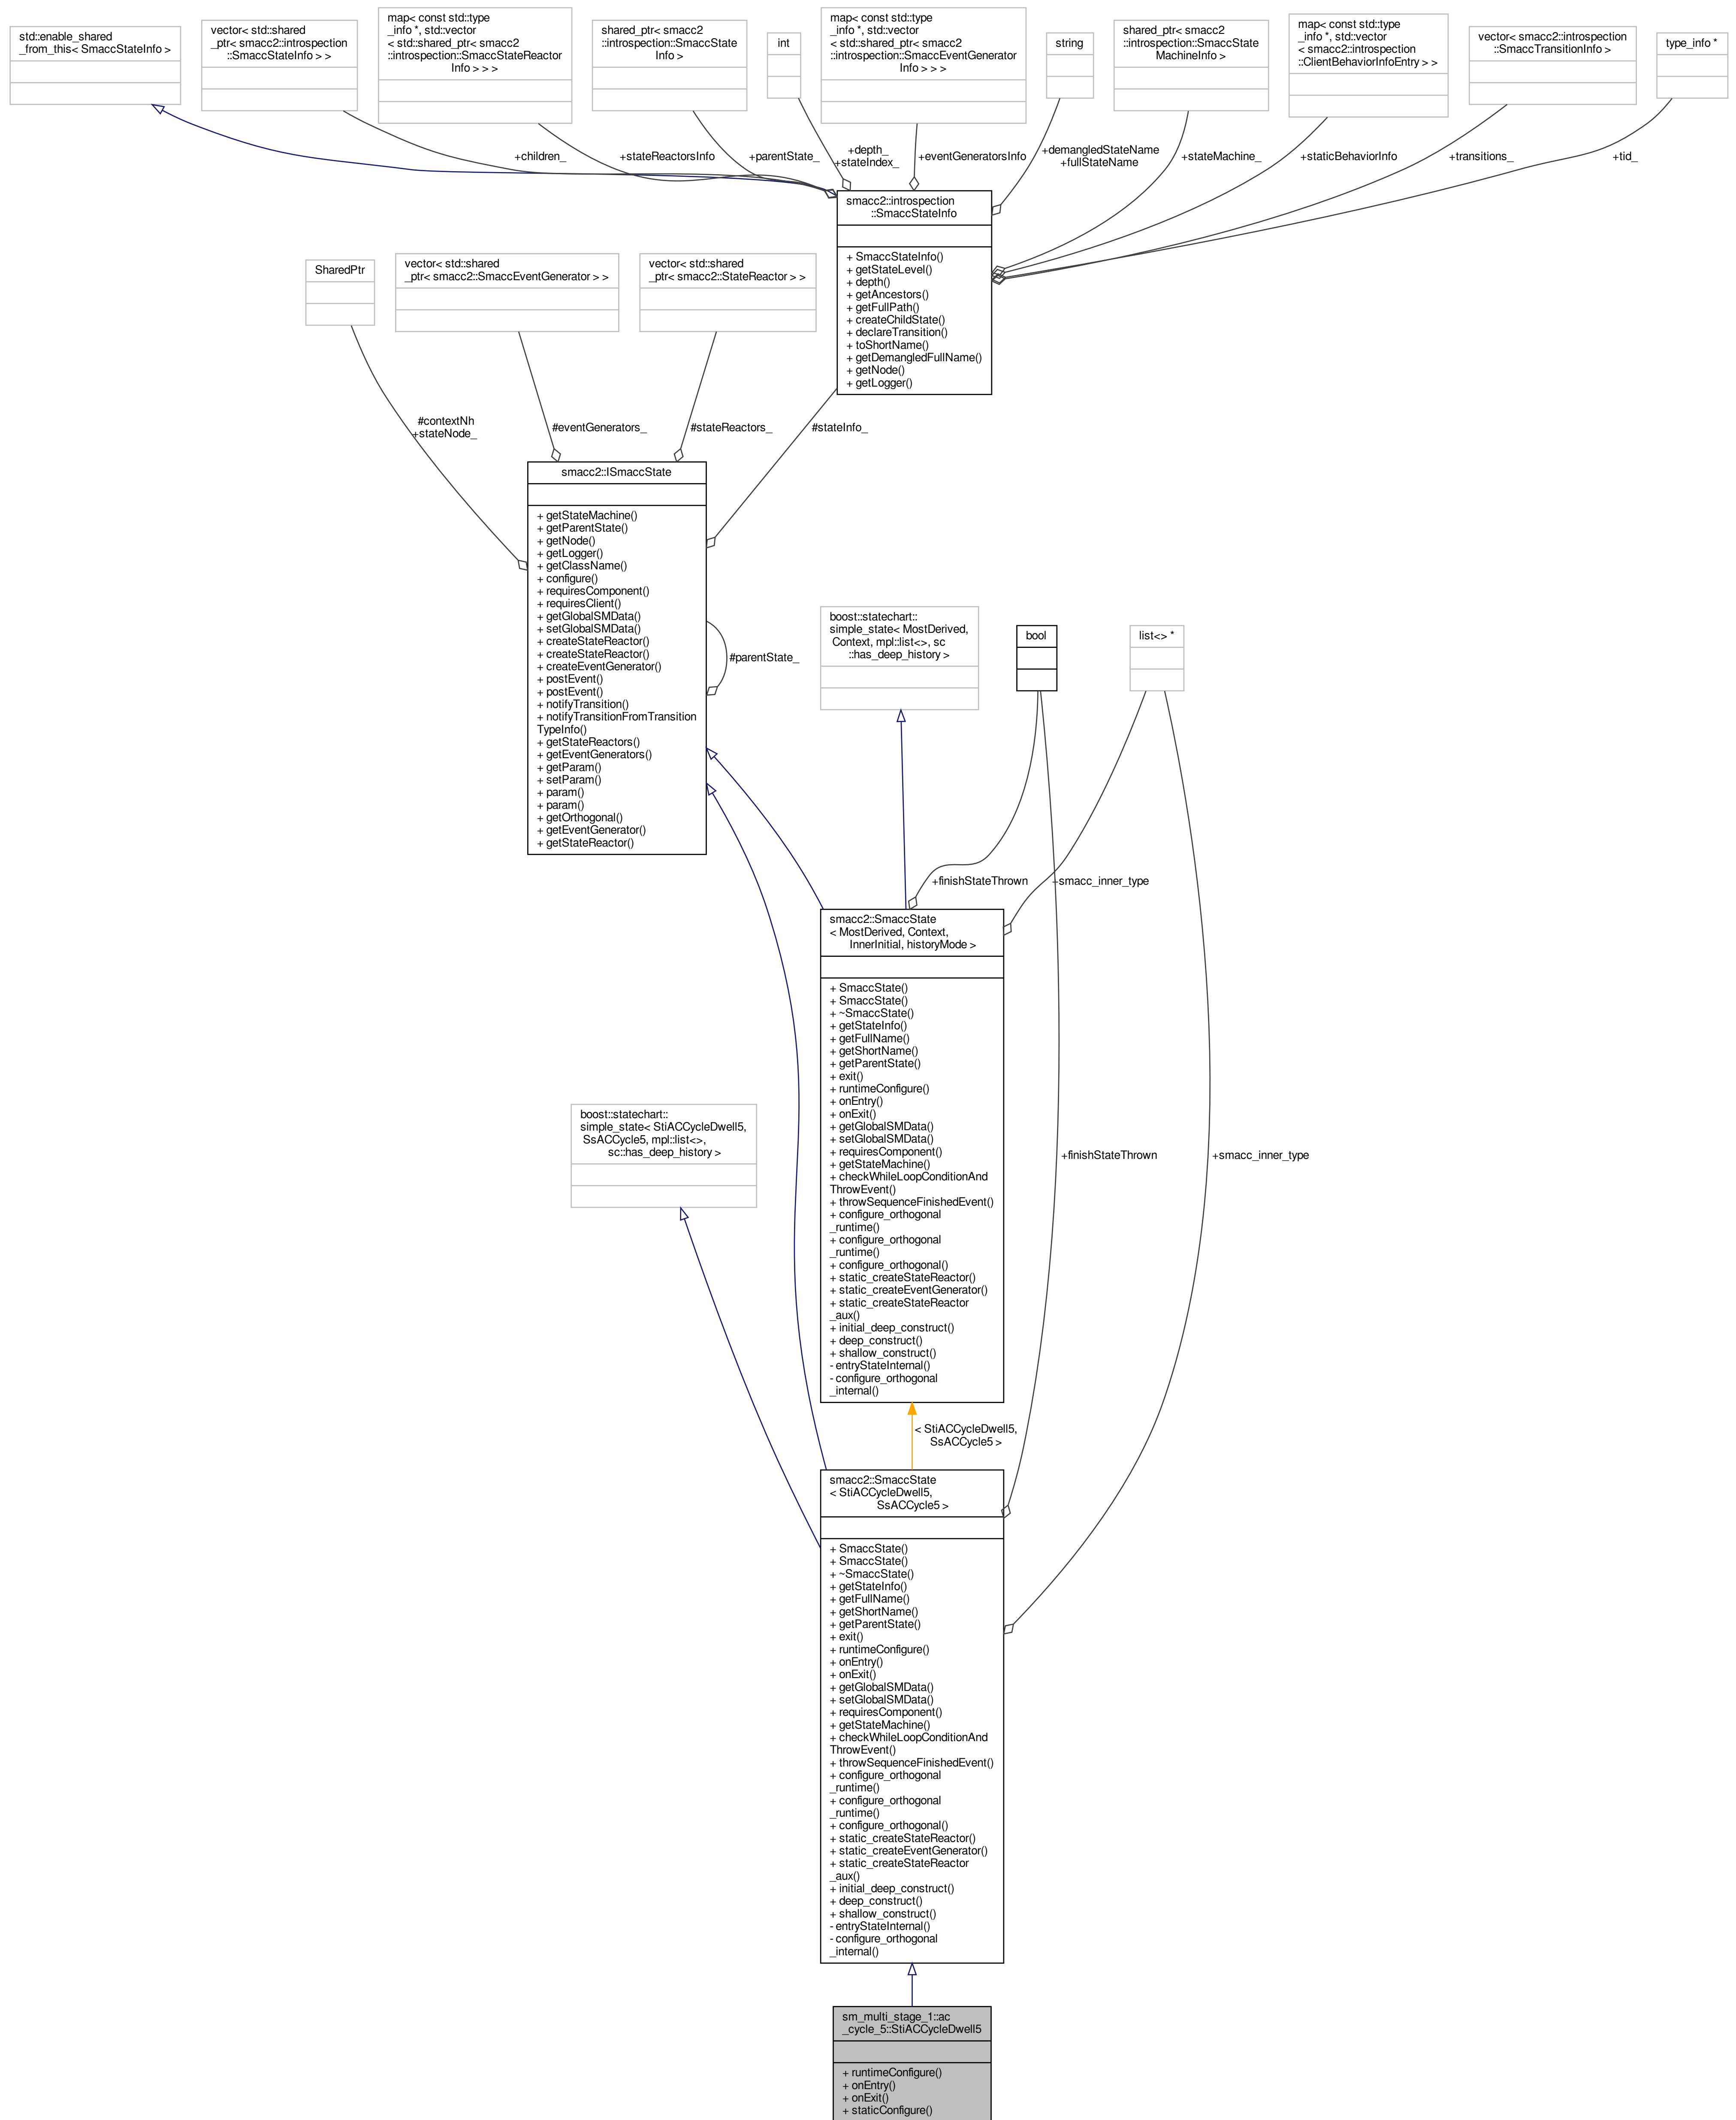 std::enable_shared
_from_this< SmaccStateInfo >
vector< std::shared
_ptr< smacc2::introspection
::SmaccStateInfo > >
map< const std::type
_info *, std::vector
< std::shared_ptr< smacc2
::introspection::SmaccStateReactor
Info > > >
shared_ptr< smacc2
::introspection::SmaccState
Info >
int
map< const std::type
_info *, std::vector
< std::shared_ptr< smacc2
::introspection::SmaccEventGenerator
Info > > >
string
shared_ptr< smacc2
::introspection::SmaccState
MachineInfo >
map< const std::type
_info *, std::vector
< smacc2::introspection
::ClientBehaviorInfoEntry > >
vector< smacc2::introspection
::SmaccTransitionInfo >
type_info *
+children_
+stateReactorsInfo
+parentState_
+depth_
+stateIndex_
+eventGeneratorsInfo
+demangledStateName
+fullStateName
+stateMachine_
+staticBehaviorInfo
+transitions_
+tid_
smacc2::introspection
::SmaccStateInfo
+ SmaccStateInfo()
+ getStateLevel()
+ depth()
+ getAncestors()
+ getFullPath()
+ createChildState()
+ declareTransition()
+ toShortName()
+ getDemangledFullName()
+ getNode()
+ getLogger()
SharedPtr
vector< std::shared
_ptr< smacc2::SmaccEventGenerator > >
vector< std::shared
_ptr< smacc2::StateReactor > >
#contextNh
+stateNode_
#eventGenerators_
#stateReactors_
#stateInfo_
smacc2::ISmaccState
+ getStateMachine()
+ getParentState()
+ getNode()
+ getLogger()
+ getClassName()
+ configure()
+ requiresComponent()
+ requiresClient()
+ getGlobalSMData()
+ setGlobalSMData()
+ createStateReactor()
+ createStateReactor()
+ createEventGenerator()
+ postEvent()
+ postEvent()
+ notifyTransition()
+ notifyTransitionFromTransition
TypeInfo()
+ getStateReactors()
+ getEventGenerators()
+ getParam()
+ setParam()
+ param()
+ param()
+ getOrthogonal()
+ getEventGenerator()
+ getStateReactor()
#parentState_
boost::statechart::
simple_state< MostDerived,
Context, mpl::list<>, sc
::has_deep_history >
bool
list<> *
+finishStateThrown
+smacc_inner_type
smacc2::SmaccState
< MostDerived, Context,
InnerInitial, historyMode >
+ SmaccState()
+ SmaccState()
+ ~SmaccState()
+ getStateInfo()
+ getFullName()
+ getShortName()
+ getParentState()
+ exit()
+ runtimeConfigure()
+ onEntry()
+ onExit()
+ getGlobalSMData()
+ setGlobalSMData()
+ requiresComponent()
+ getStateMachine()
+ checkWhileLoopConditionAnd
ThrowEvent()
+ throwSequenceFinishedEvent()
+ configure_orthogonal
_runtime()
+ configure_orthogonal
_runtime()
+ configure_orthogonal()
+ static_createStateReactor()
+ static_createEventGenerator()
+ static_createStateReactor
_aux()
+ initial_deep_construct()
+ deep_construct()
+ shallow_construct()
- entryStateInternal()
- configure_orthogonal
_internal()
boost::statechart::
simple_state< StiACCycleDwell5,
SsACCycle5, mpl::list<>,
sc::has_deep_history >
+finishStateThrown
+smacc_inner_type
< StiACCycleDwell5,
SsACCycle5 >
smacc2::SmaccState
< StiACCycleDwell5,
SsACCycle5 >
+ SmaccState()
+ SmaccState()
+ ~SmaccState()
+ getStateInfo()
+ getFullName()
+ getShortName()
+ getParentState()
+ exit()
+ runtimeConfigure()
+ onEntry()
+ onExit()
+ getGlobalSMData()
+ setGlobalSMData()
+ requiresComponent()
+ getStateMachine()
+ checkWhileLoopConditionAnd
ThrowEvent()
+ throwSequenceFinishedEvent()
+ configure_orthogonal
_runtime()
+ configure_orthogonal
_runtime()
+ configure_orthogonal()
+ static_createStateReactor()
+ static_createEventGenerator()
+ static_createStateReactor
_aux()
+ initial_deep_construct()
+ deep_construct()
+ shallow_construct()
- entryStateInternal()
- configure_orthogonal
_internal()
sm_multi_stage_1::ac
_cycle_5::StiACCycleDwell5
+ runtimeConfigure()
+ onEntry()
+ onExit()
+ staticConfigure()